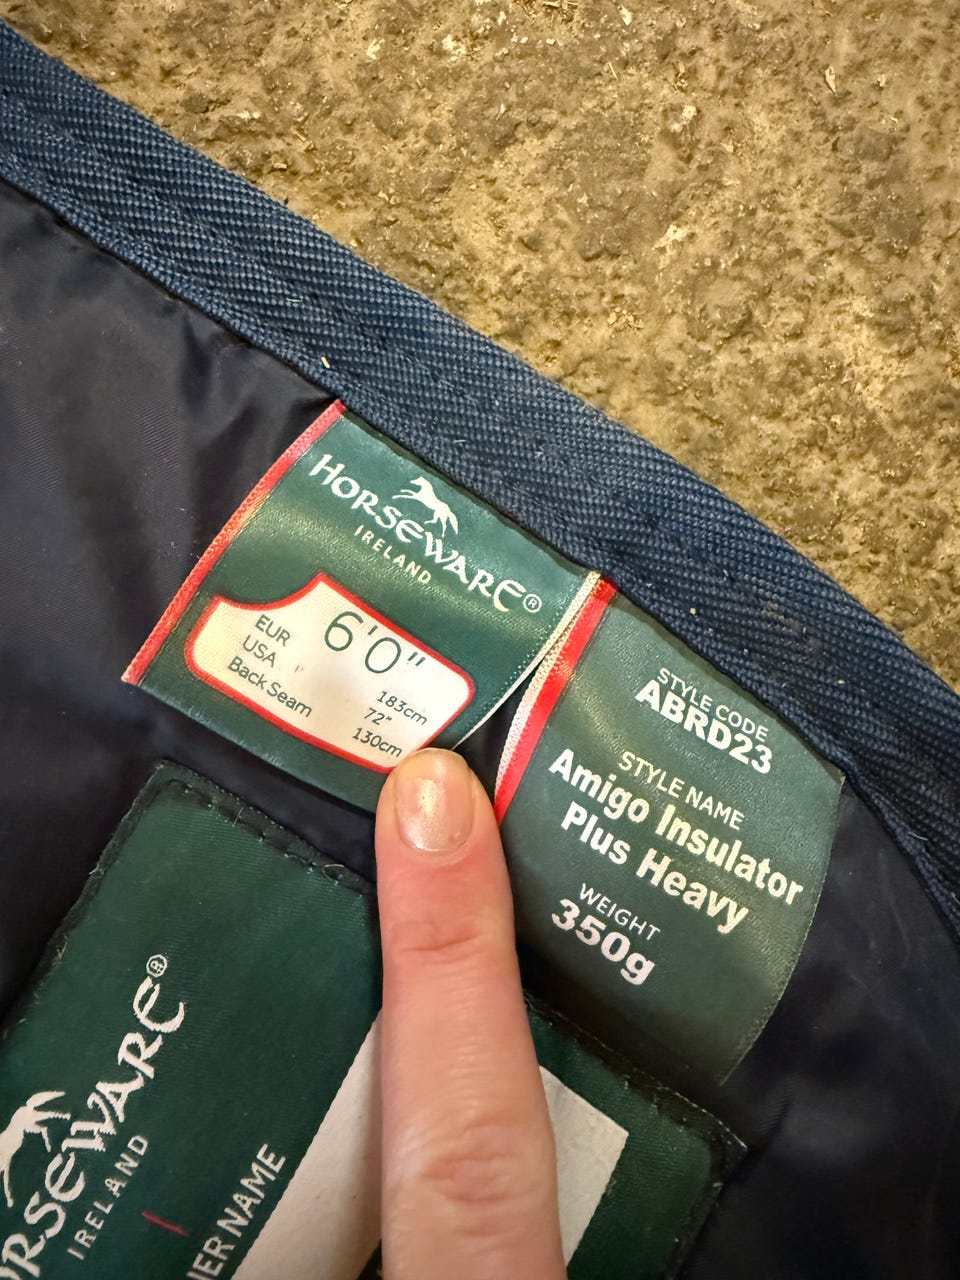 HORSEWARE®
IRELAND
6'0"
EUR 183cm
USA 72"
Back Seam 130cm
STYLE CODE
ABRD23
STYLE NAME
Amigo Insulator
Plus Heavy
WEIGHT
350g
HORSEWARE®
IRELAND
NAME